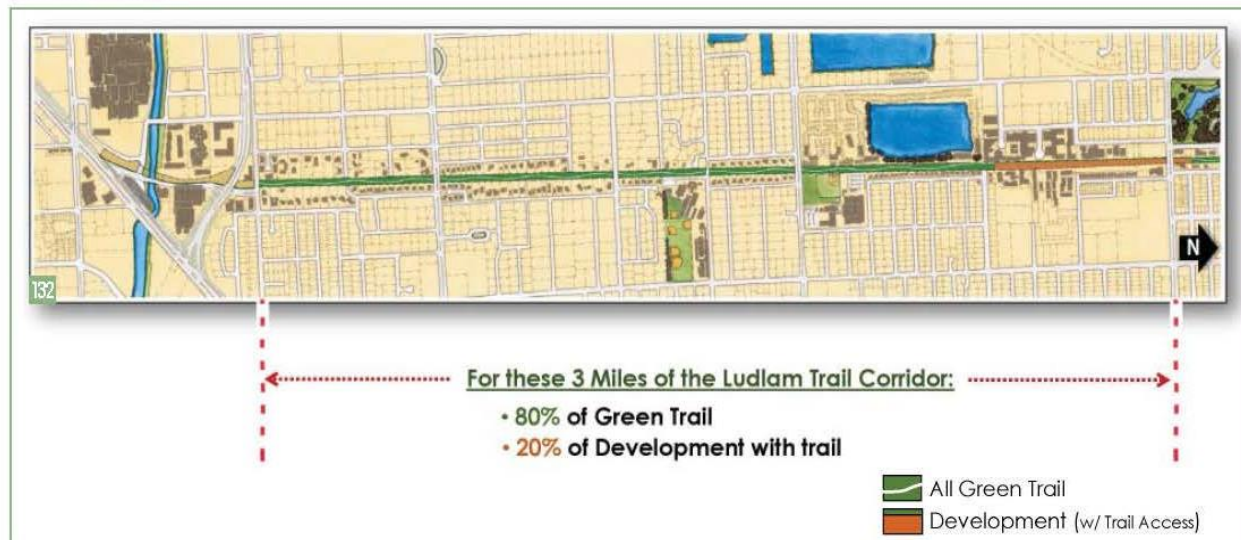 N
132
For these 3 Miles of the Ludlam Trail Corridor:
• 80% of Green Trail
• 20% of Development with trail
All Green Trail
Development (w/ Trail Access)